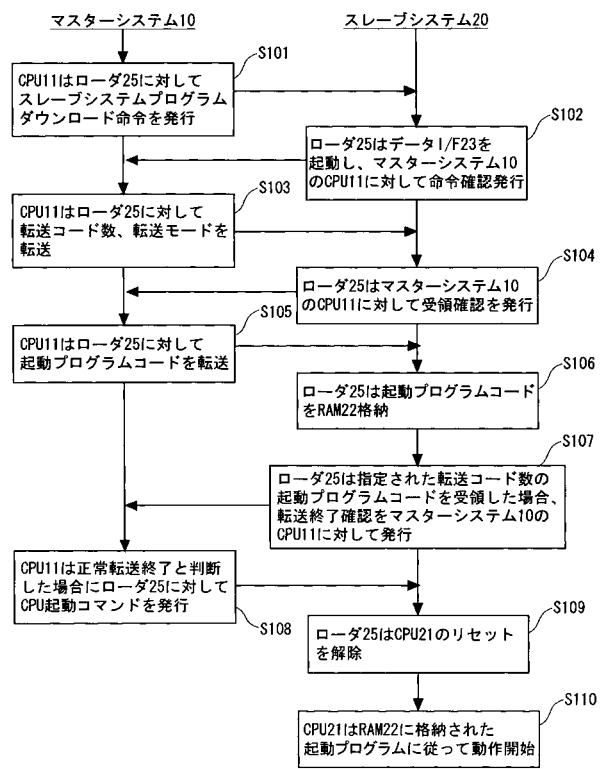 マスターシステム10
スレーブシステム20
S101
CPU11はローダ25に対して
スレーブシステムプログラム
ダウンロード命令を発行
S102
ローダ25はデータI/F23を
起動し、マスターシステム10
のCPU11に対して命令確認発行
S103
CPU11はローダ25に対して
転送コード数、転送モードを
転送
S104
ローダ25はマスターシステム10
のCPU11に対して受領確認を発行
S105
CPU11はローダ25に対して
起動プログラムコードを転送
S106
ローダ25は起動プログラムコード
をRAM22格納
S107
ローダ25は指定された転送コード数の
起動プログラムコードを受領した場合、
転送終了確認をマスターシステム10の
CPU11に対して発行
CPU11は正常転送終了と判断
した場合にローダ25に対して
CPU起動コマンドを発行
S108
S109
ローダ25はCPU21のリセット
を解除
S110
CPU21はRAM22に格納された
起動プログラムに従って動作開始